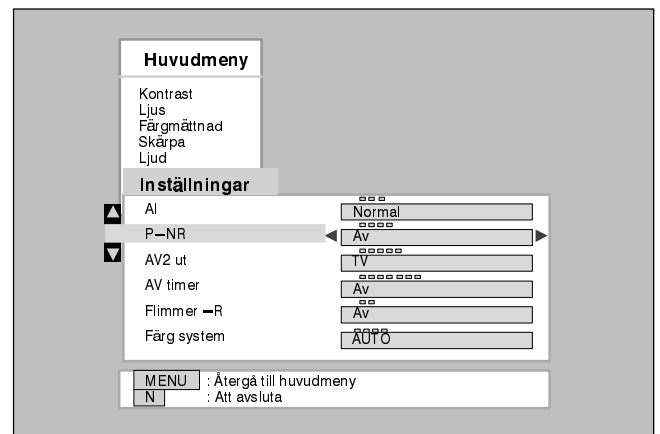 Huvudmeny
Kontrast
Ljus
Färgmättnad
Skärpa
Ljud
Inställningar
AI Normal
P–NR Av
AV2 ut TV
AV timer Av
Flimmer –R Av
Färg system AUTO
MENU : Återgå till huvudmeny
N : Att avsluta